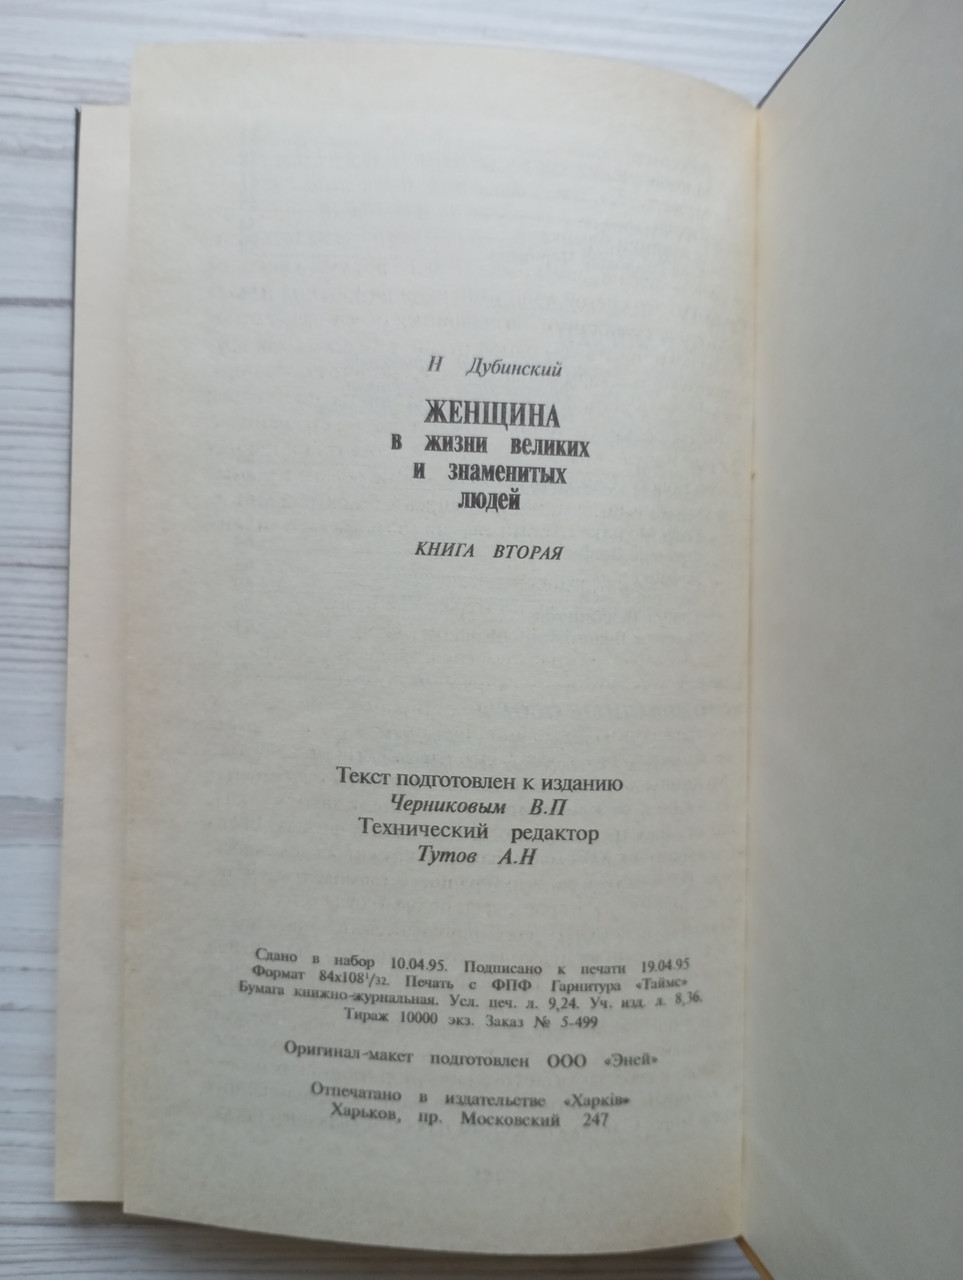 Н Дубинский
ЖЕНЩИНА
в жизни великих
и знаменитых
людей
КНИГА ВТОРАЯ
Текст подготовлен к изданию
Черниковым В.П
Технический редактор
Тутов А.Н
Сдано в набор 10.04.95. Подписано к печати 19.04.95
Формат 84х108¹/₃₂. Печать с ФПФ Гарнитура «Таймс»
Бумага книжно-журнальная. Усл. печ. л. 9,24. Уч. изд. л. 8,36.
Тираж 10000 экз. Заказ № 5-499
Оригинал-макет подготовлен ООО «Эней»
Отпечатано в издательстве «Харків»
Харьков, пр. Московский 247